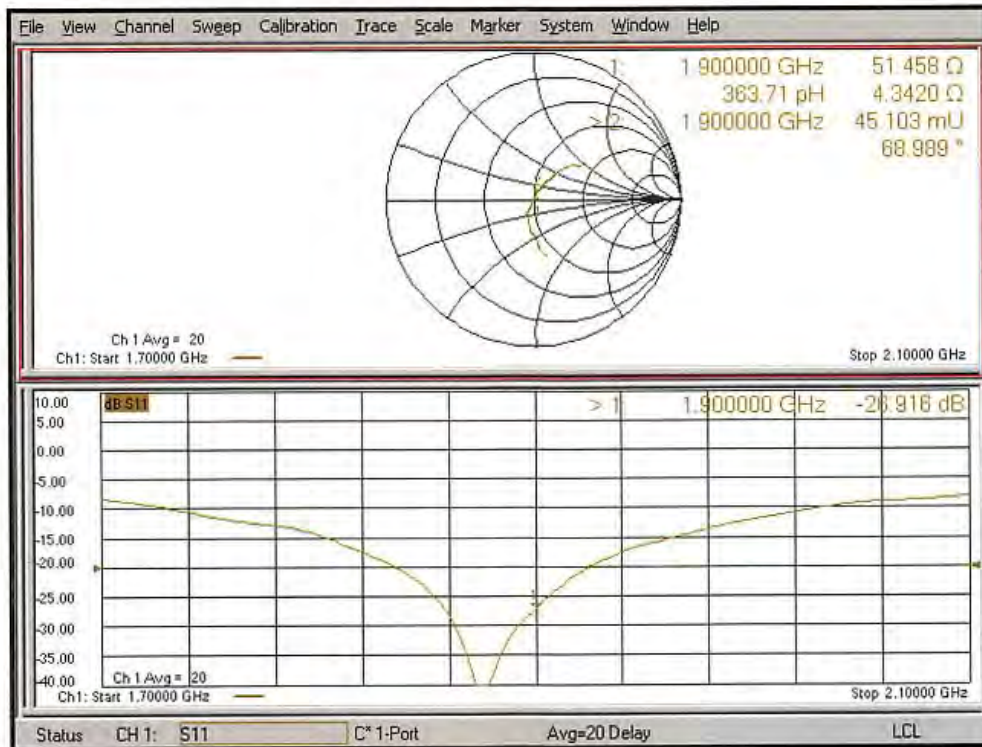 File View Channel Sweep Calibration Trace Scale Marker System Window Help
1: 1.900000 GHz 51.458 Ω
363.71 pH 4.3420 Ω
> 2: 1.900000 GHz 45.103 mU
68.989 °
Ch 1 Avg = 20
Ch1: Start 1.70000 GHz Stop 2.10000 GHz
10.00 dB S11 > 1: 1.900000 GHz -26.916 dB
5.00
0.00
-5.00
-10.00
-15.00
-20.00
-25.00
-30.00
-35.00
-40.00
1
Ch 1 Avg = 20
Ch1: Start 1.70000 GHz Stop 2.10000 GHz
Status CH 1: S11 C* 1-Port Avg=20 Delay LCL